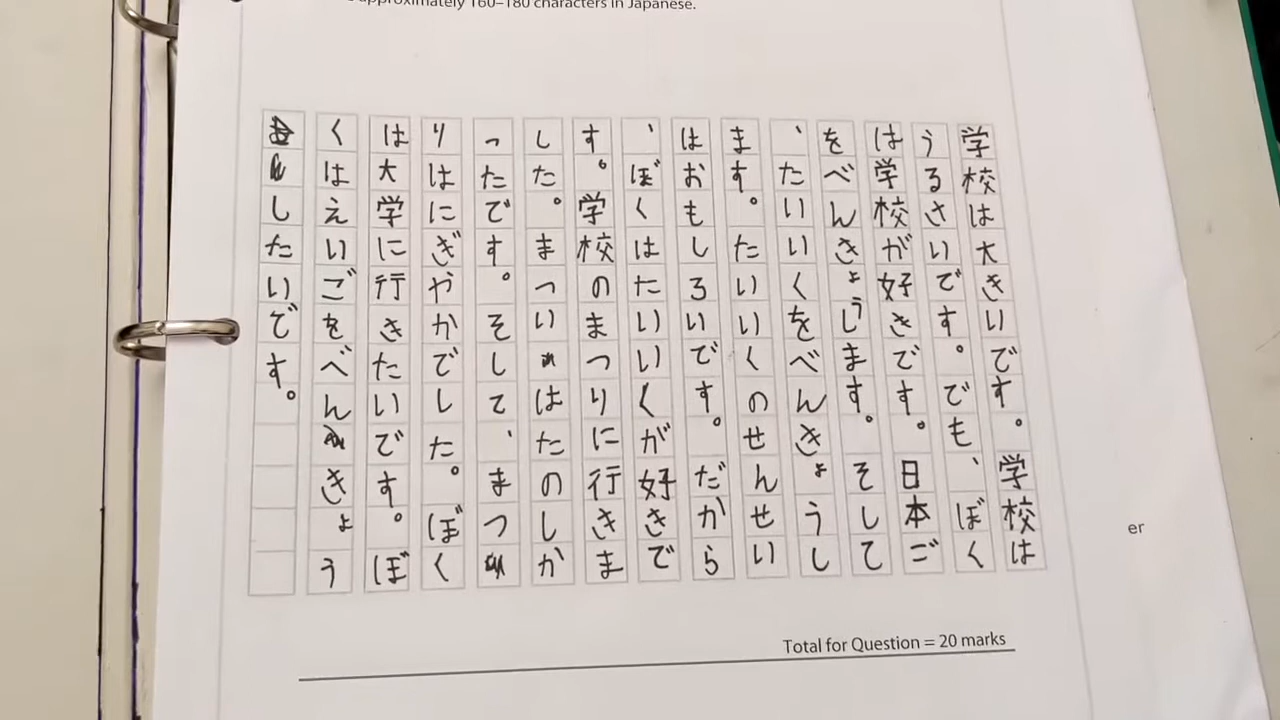 approximately 160–180 characters in Japanese.
学校は大きいです。学校は
うるさいです。でも、ぼく
は学校が好きです。日本ご
をべんきょうします。そして
、たいいくをべんきょうし
ます。たいいくのせんせい
はおもしろいです。だから
、ぼくはたいいくが好きで
す。学校のまつりに行きま
した。まついはたのしか
ったです。そして、まつ
りはにぎやかでした。ぼく
は大学に行きたいです。ぼ
くはえいごをべんきょう
したいです。
er
Total for Question = 20 marks